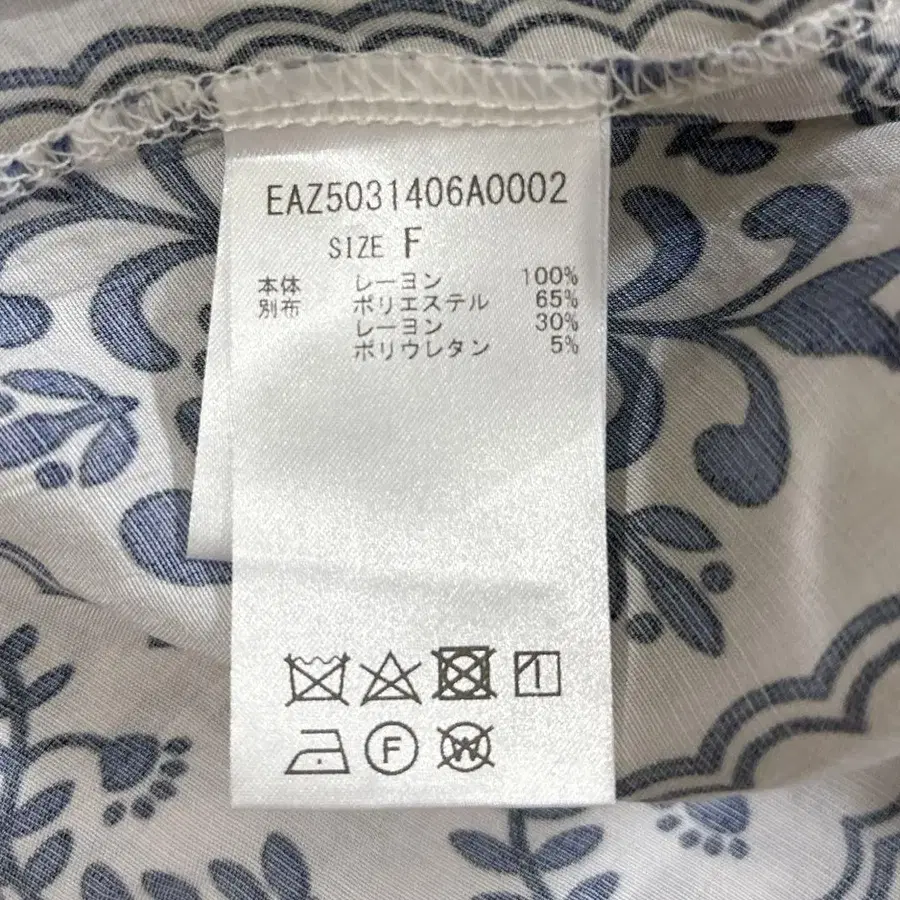 EAZ5031406A0002
SIZE F
本体 レーヨン 100%
別布 ポリエステル 65%
レーヨン 30%
ポリウレタン 5%
F
W